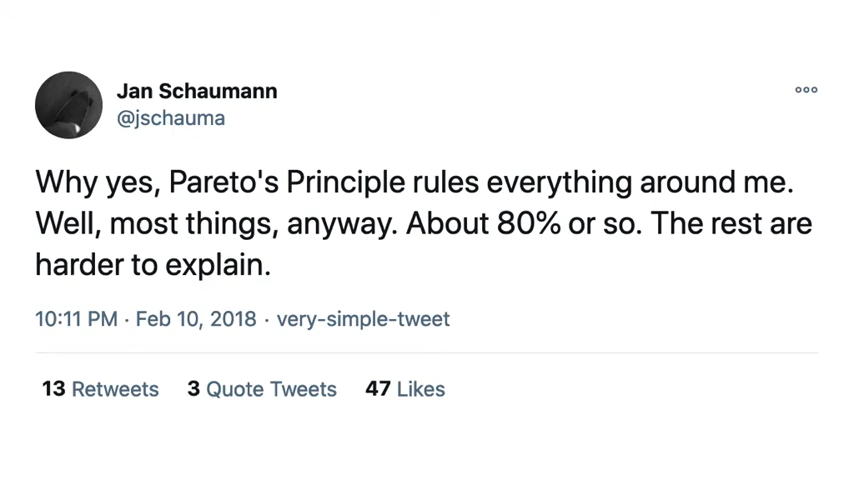 Jan Schaumann
@jschauma
Why yes, Pareto's Principle rules everything around me.
Well, most things, anyway. About 80% or so. The rest are
harder to explain.
10:11 PM · Feb 10, 2018 · very-simple-tweet
13 Retweets 3 Quote Tweets 47 Likes